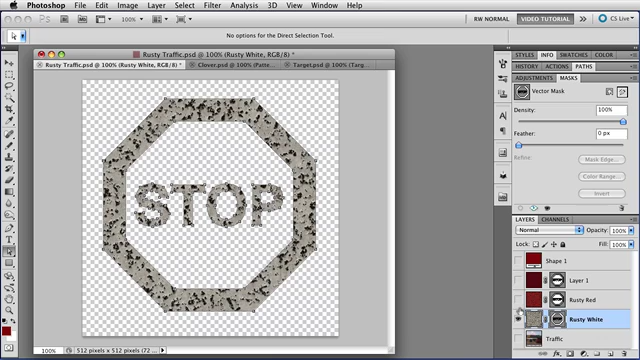 Photoshop File Edit Image Layer Select Filter Analysis 3D View Window Help
100% RW NORMAL VIDEO TUTORIAL CS Live
No options for the Direct Selection Tool.
Rusty Traffic.psd @ 100% (Rusty White, RGB/8) *
Rusty Traffic.psd @ 100% (Rusty White, RGB/8) * Clover.psd @ 100% (Patte... Target.psd @ 100% (Targ...
STOP
100% 512 pixels x 512 pixels (72 ...
STYLES INFO SWATCHES COLOR
HISTORY ACTIONS PATHS
ADJUSTMENTS MASKS
Vector Mask
Density: 100%
Feather: 0 px
Refine:
Mask Edge...
Color Range...
Invert
LAYERS CHANNELS
Normal Opacity: 100%
Lock: Fill: 100%
Shape 1
Layer 1
Rusty Red
Rusty White
Traffic